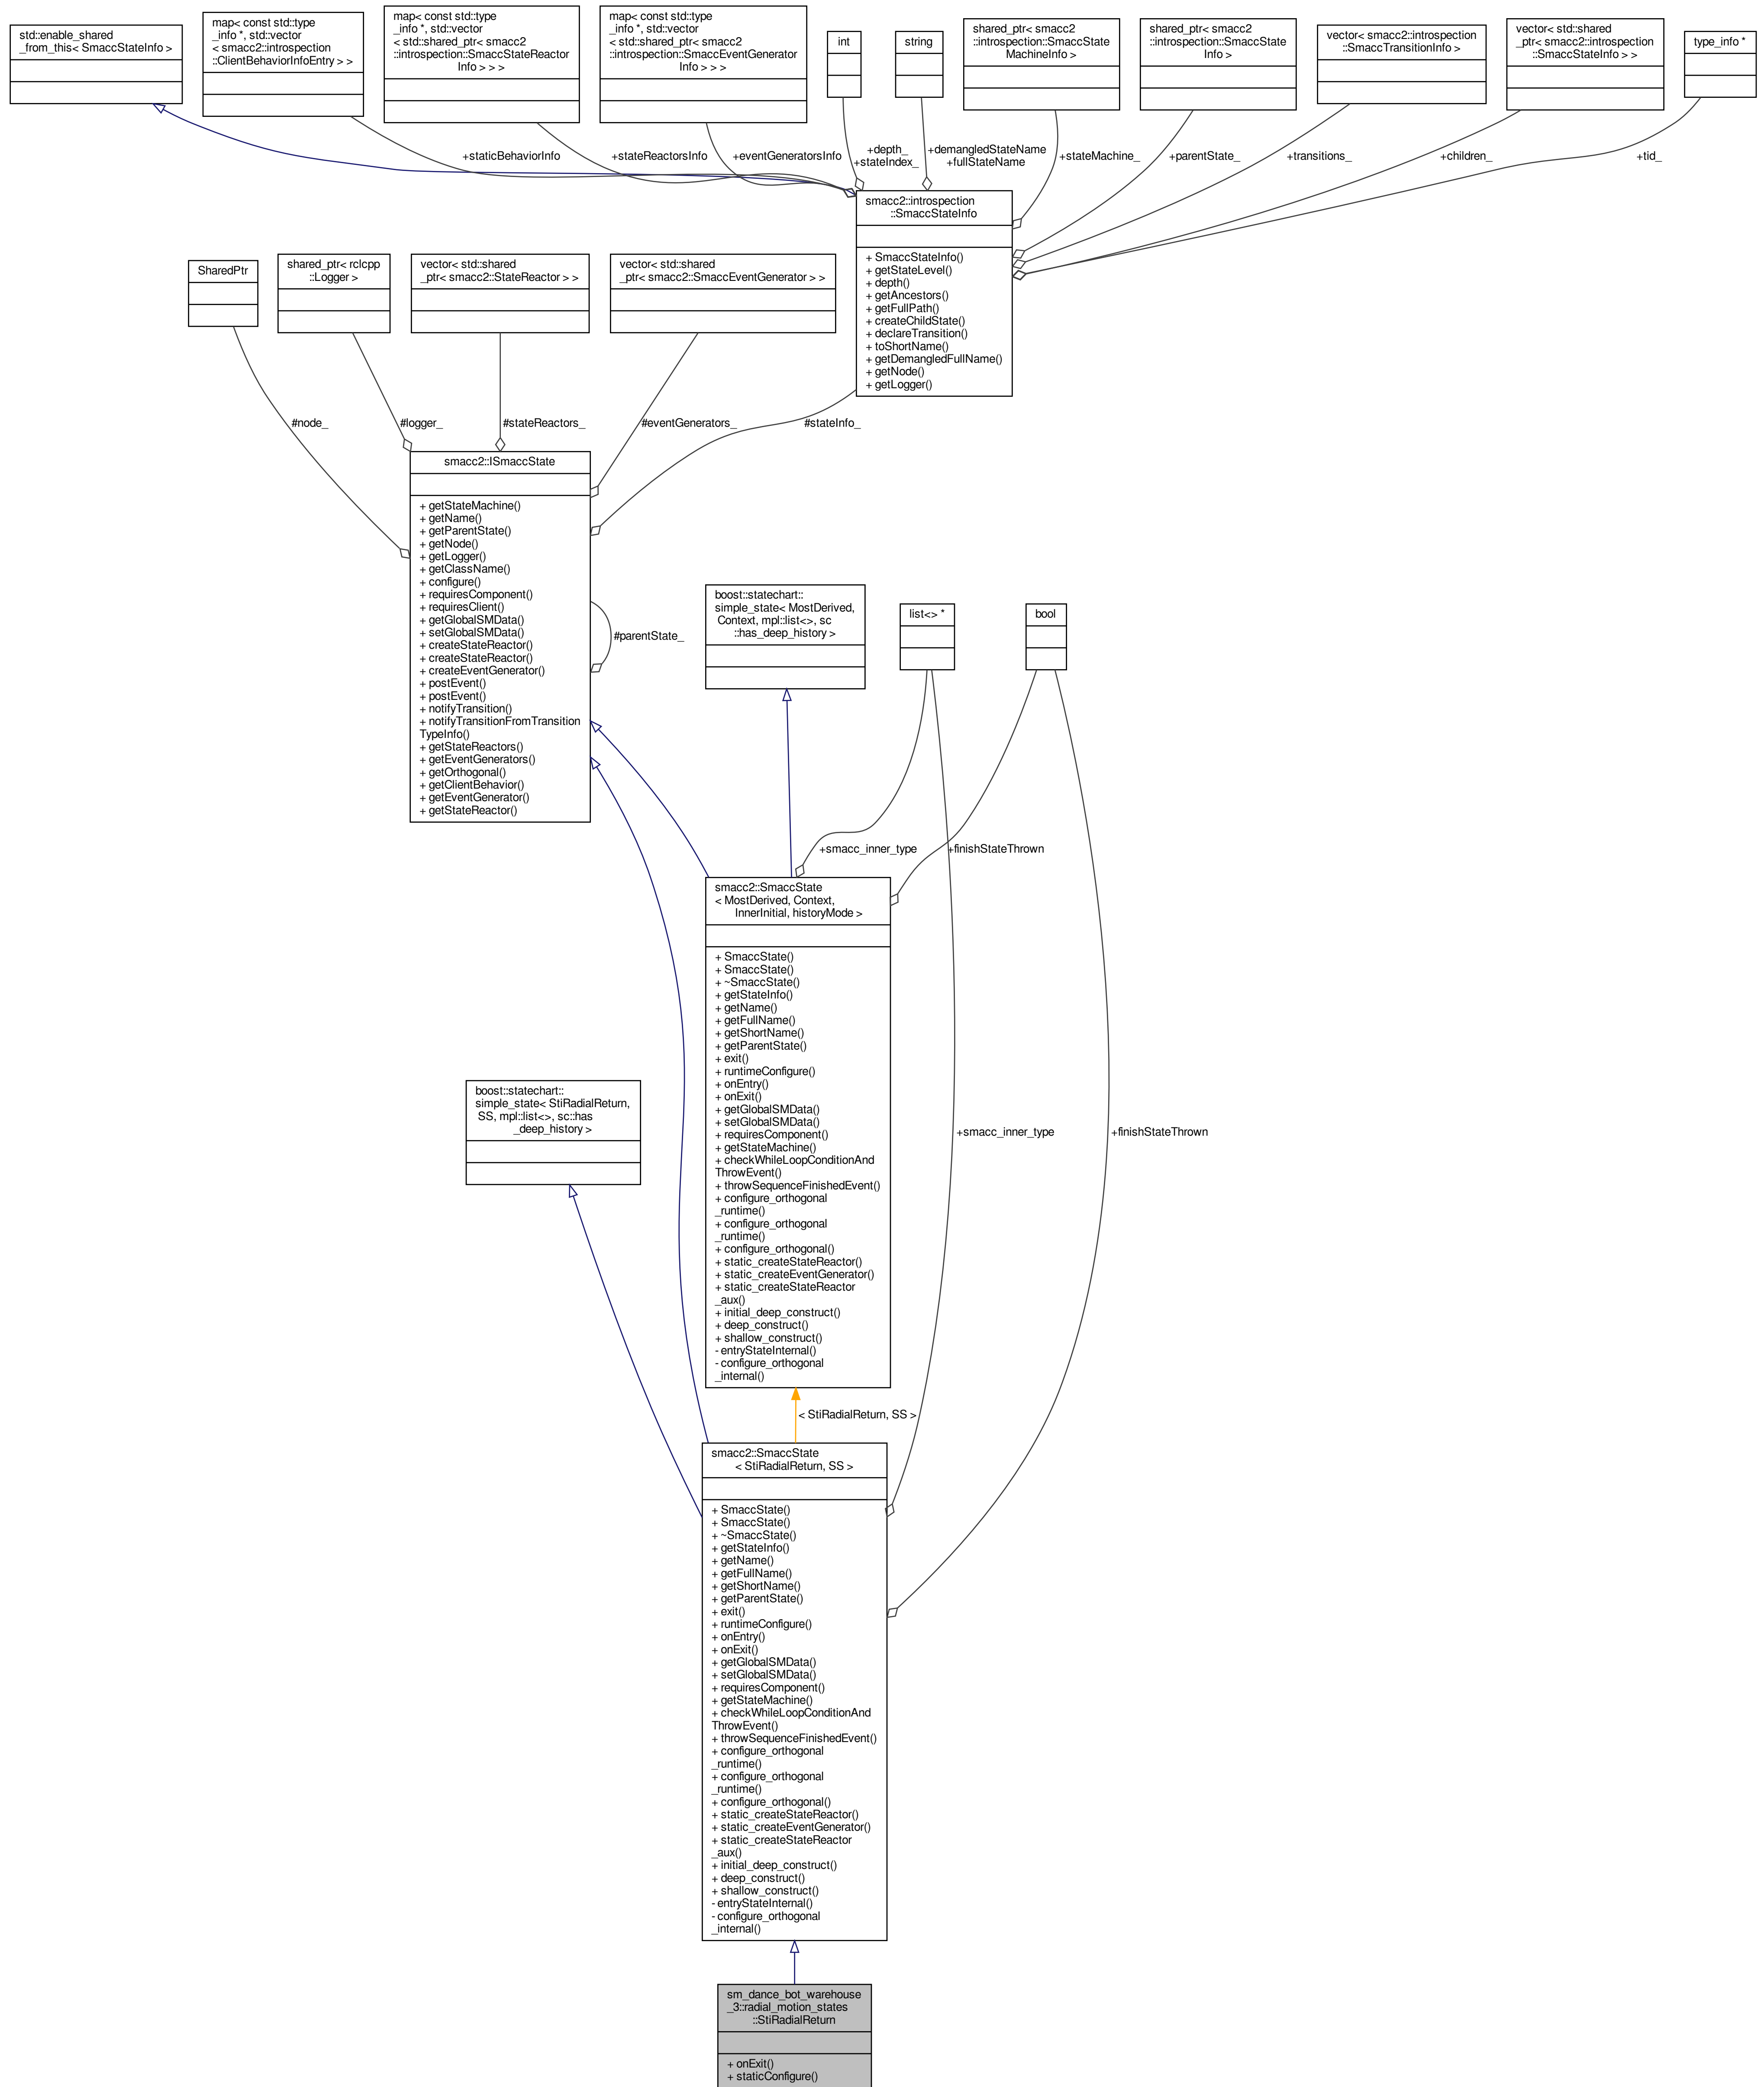 std::enable_shared
_from_this< SmaccStateInfo >
map< const std::type
_info *, std::vector
< smacc2::introspection
::ClientBehaviorInfoEntry > >
map< const std::type
_info *, std::vector
< std::shared_ptr< smacc2
::introspection::SmaccStateReactor
Info > > >
map< const std::type
_info *, std::vector
< std::shared_ptr< smacc2
::introspection::SmaccEventGenerator
Info > > >
int
string
shared_ptr< smacc2
::introspection::SmaccState
MachineInfo >
shared_ptr< smacc2
::introspection::SmaccState
Info >
vector< smacc2::introspection
::SmaccTransitionInfo >
vector< std::shared
_ptr< smacc2::introspection
::SmaccStateInfo > >
type_info *
+staticBehaviorInfo
+stateReactorsInfo
+eventGeneratorsInfo
+depth_
+stateIndex_
+demangledStateName
+fullStateName
+stateMachine_
+parentState_
+transitions_
+children_
+tid_
smacc2::introspection
::SmaccStateInfo
+ SmaccStateInfo()
+ getStateLevel()
+ depth()
+ getAncestors()
+ getFullPath()
+ createChildState()
+ declareTransition()
+ toShortName()
+ getDemangledFullName()
+ getNode()
+ getLogger()
SharedPtr
shared_ptr< rclcpp
::Logger >
vector< std::shared
_ptr< smacc2::StateReactor > >
vector< std::shared
_ptr< smacc2::SmaccEventGenerator > >
#node_
#logger_
#stateReactors_
#eventGenerators_
#stateInfo_
smacc2::ISmaccState
+ getStateMachine()
+ getName()
+ getParentState()
+ getNode()
+ getLogger()
+ getClassName()
+ configure()
+ requiresComponent()
+ requiresClient()
+ getGlobalSMData()
+ setGlobalSMData()
+ createStateReactor()
+ createStateReactor()
+ createEventGenerator()
+ postEvent()
+ postEvent()
+ notifyTransition()
+ notifyTransitionFromTransition
TypeInfo()
+ getStateReactors()
+ getEventGenerators()
+ getOrthogonal()
+ getClientBehavior()
+ getEventGenerator()
+ getStateReactor()
#parentState_
boost::statechart::
simple_state< MostDerived,
Context, mpl::list<>, sc
::has_deep_history >
list<> *
bool
+smacc_inner_type
+finishStateThrown
smacc2::SmaccState
< MostDerived, Context,
InnerInitial, historyMode >
+ SmaccState()
+ SmaccState()
+ ~SmaccState()
+ getStateInfo()
+ getName()
+ getFullName()
+ getShortName()
+ getParentState()
+ exit()
+ runtimeConfigure()
+ onEntry()
+ onExit()
+ getGlobalSMData()
+ setGlobalSMData()
+ requiresComponent()
+ getStateMachine()
+ checkWhileLoopConditionAnd
ThrowEvent()
+ throwSequenceFinishedEvent()
+ configure_orthogonal
_runtime()
+ configure_orthogonal
_runtime()
+ configure_orthogonal()
+ static_createStateReactor()
+ static_createEventGenerator()
+ static_createStateReactor
_aux()
+ initial_deep_construct()
+ deep_construct()
+ shallow_construct()
- entryStateInternal()
- configure_orthogonal
_internal()
boost::statechart::
simple_state< StiRadialReturn,
SS, mpl::list<>, sc::has
_deep_history >
+smacc_inner_type
+finishStateThrown
< StiRadialReturn, SS >
smacc2::SmaccState
< StiRadialReturn, SS >
+ SmaccState()
+ SmaccState()
+ ~SmaccState()
+ getStateInfo()
+ getName()
+ getFullName()
+ getShortName()
+ getParentState()
+ exit()
+ runtimeConfigure()
+ onEntry()
+ onExit()
+ getGlobalSMData()
+ setGlobalSMData()
+ requiresComponent()
+ getStateMachine()
+ checkWhileLoopConditionAnd
ThrowEvent()
+ throwSequenceFinishedEvent()
+ configure_orthogonal
_runtime()
+ configure_orthogonal
_runtime()
+ configure_orthogonal()
+ static_createStateReactor()
+ static_createEventGenerator()
+ static_createStateReactor
_aux()
+ initial_deep_construct()
+ deep_construct()
+ shallow_construct()
- entryStateInternal()
- configure_orthogonal
_internal()
sm_dance_bot_warehouse
_3::radial_motion_states
::StiRadialReturn
+ onExit()
+ staticConfigure()